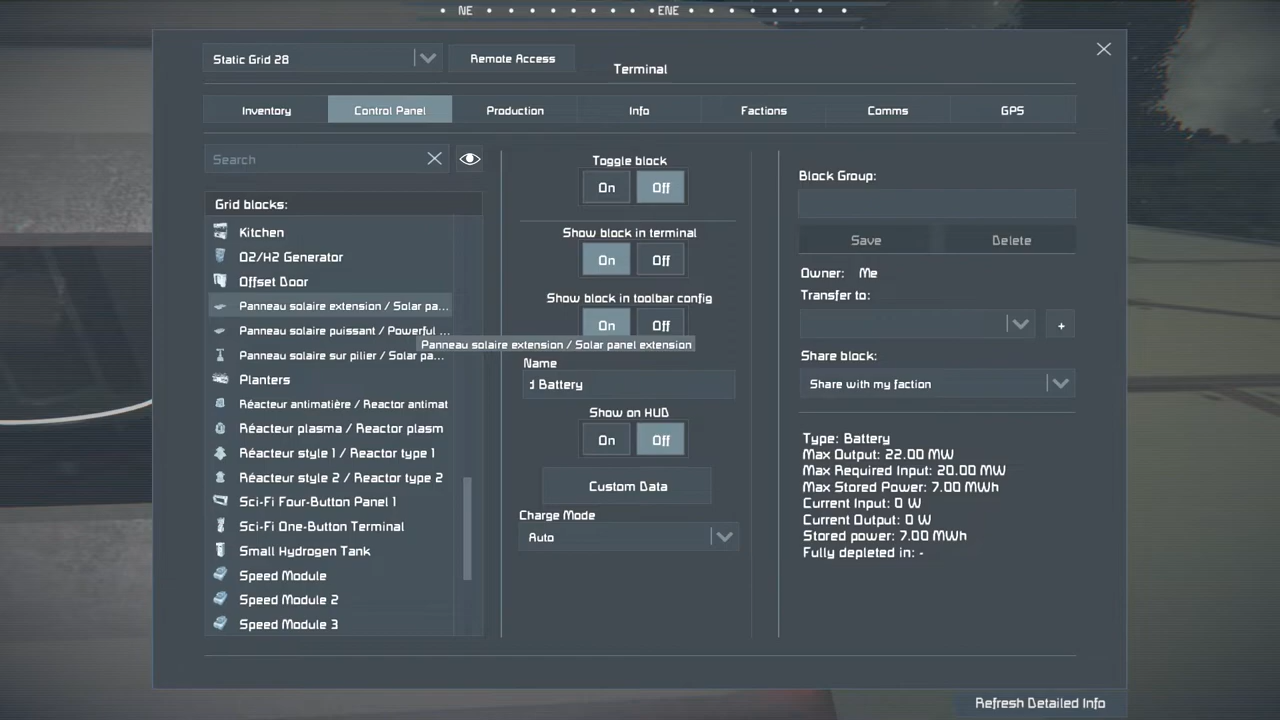 NE ENE
Static Grid 28
Remote Access
Terminal
Inventory
Control Panel
Production
Info
Factions
Comms
GPS
Search
Grid blocks:
Kitchen
O2/H2 Generator
Offset Door
Panneau solaire extension / Solar pa...
Panneau solaire puissant / Powerful ...
Panneau solaire sur pilier / Solar pa...
Planters
Réacteur antimatière / Reactor antimat
Réacteur plasma / Reactor plasm
Réacteur style 1 / Reactor type 1
Réacteur style 2 / Reactor type 2
Sci-Fi Four-Button Panel 1
Sci-Fi One-Button Terminal
Small Hydrogen Tank
Speed Module
Speed Module 2
Speed Module 3
Toggle block
On Off
Show block in terminal
On Off
Show block in toolbar config
On Off
Panneau solaire extension / Solar panel extension
Name
1 Battery
Show on HUD
On Off
Custom Data
Charge Mode
Auto
Block Group:
Save Delete
Owner: Me
Transfer to:
+
Share block:
Share with my faction
Type: Battery
Max Output: 22.00 MW
Max Required Input: 20.00 MW
Max Stored Power: 7.00 MWh
Current Input: 0 W
Current Output: 0 W
Stored power: 7.00 MWh
Fully depleted in: -
Refresh Detailed Info